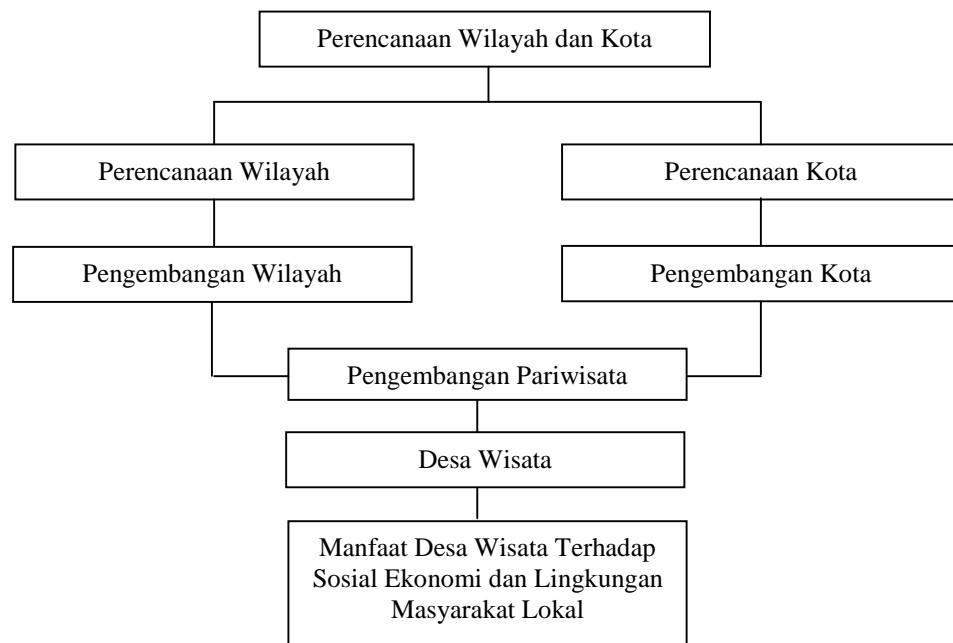 Perencanaan Wilayah dan Kota
Perencanaan Wilayah
Perencanaan Kota
Pengembangan Wilayah
Pengembangan Kota
Pengembangan Pariwisata
Desa Wisata
Manfaat Desa Wisata Terhadap
Sosial Ekonomi dan Lingkungan
Masyarakat Lokal